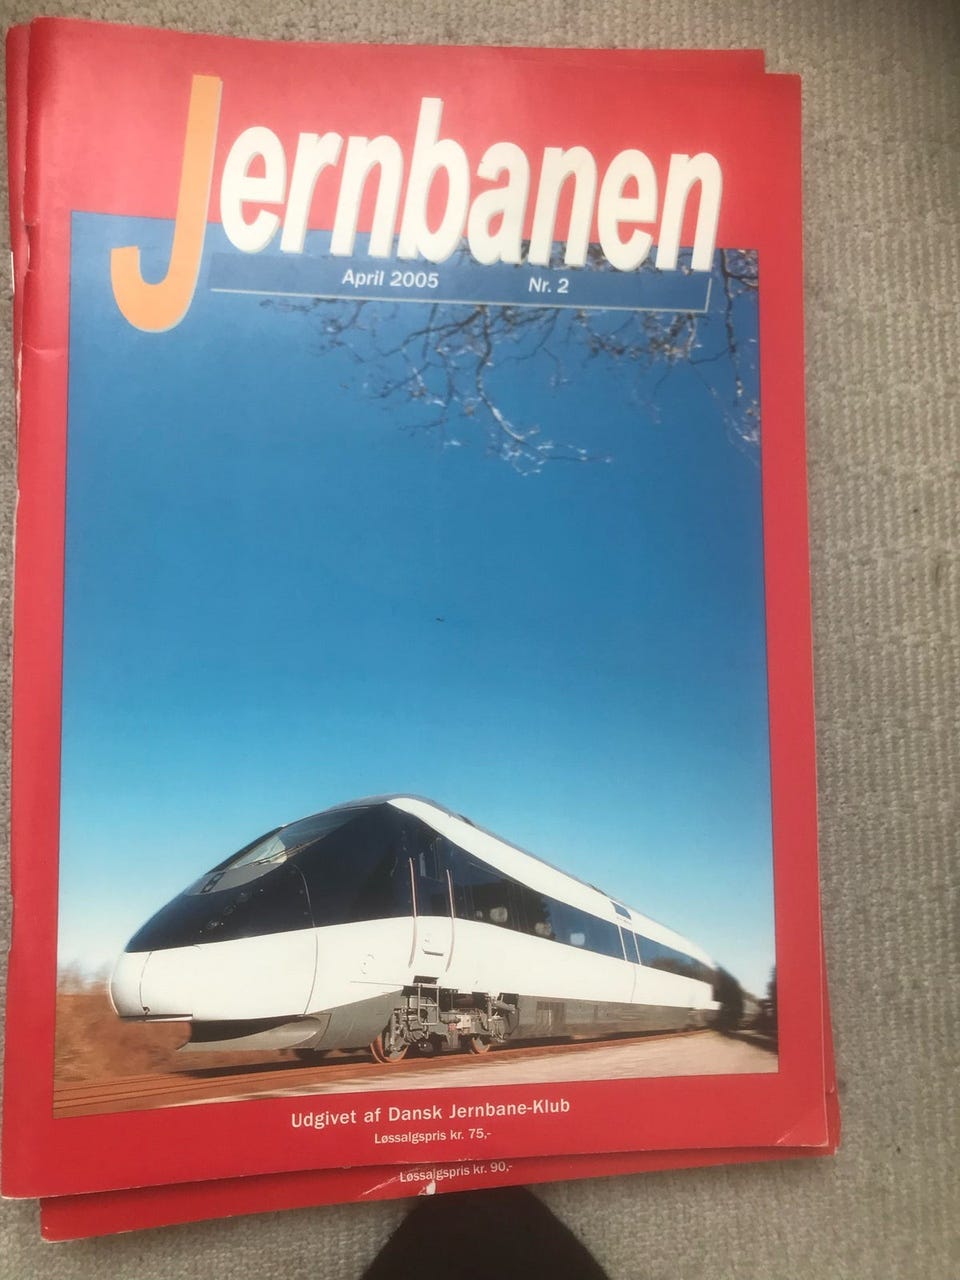 Jernbanen
April 2005 Nr. 2
Udgivet af Dansk Jernbane-Klub
Løssalgspris kr. 75,-
Løssalgspris kr. 90,-